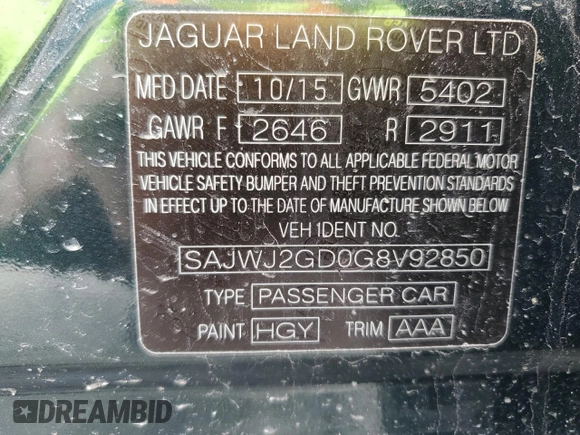 JAGUAR LAND ROVER LTD
MFD DATE 10/15 GVWR 5402
GAWR F 2646 R 2911
THIS VEHICLE CONFORMS TO ALL APPLICABLE FEDERAL MOTOR
VEHICLE SAFETY BUMPER AND THEFT PREVENTION STANDARDS
IN EFFECT UP TO THE DATE OF MANUFACTURE SHOWN BELOW
VEH IDENT NO.
SAJWJ2GD0G8V92850
TYPE PASSENGER CAR
PAINT HGY TRIM AAA
DREAMBID